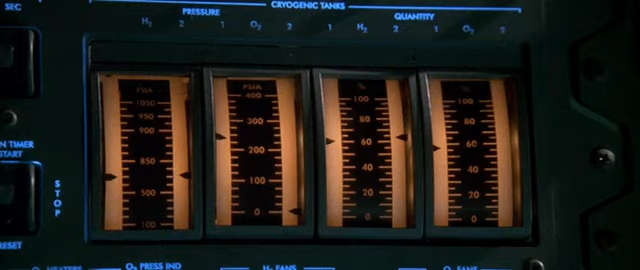 SEC
CRYOGENIC TANKS
PRESSURE
QUANTITY
H₂ 2 1 O₂ 2 1 H₂ 2 1 O₂ 2
PSIA
1050
950
900
850
500
100
PSIA
400
300
200
100
0
%
100
80
60
40
20
0
%
100
80
60
40
20
0
N TIMER
START
STOP
RESET
O₂ PRESS IND
H₂ FANS
O₂ FANS